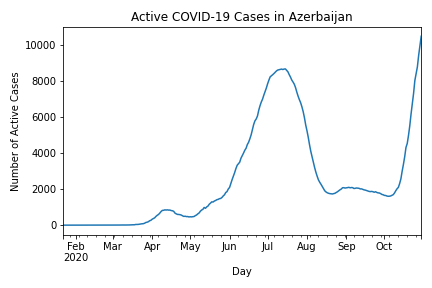 Active COVID-19 Cases in Azerbaijan
Number of Active Cases
10000
8000
6000
4000
2000
0
Feb Mar Apr May Jun Jul Aug Sep Oct
2020
Day